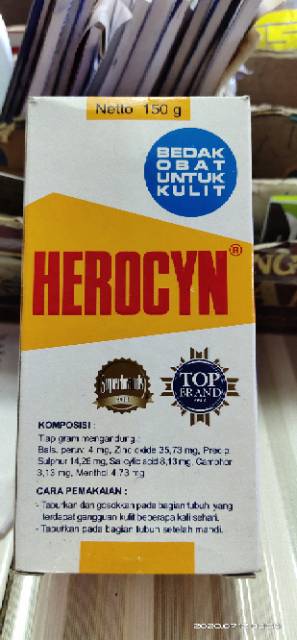 Netto 150 g
BEDAK
OBAT
UNTUK
KULIT
HEROCYN®
Superbrands
TOP
BRAND
KOMPOSISI :
Tiap gram mengandung :
Bals. peruv. 4 mg, Zinc oxide 35,73 mg, Precip.
Sulphur 14,28 mg, Salicylic acid 8,13 mg, Camphor
3,13 mg, Menthol 4,73 mg
CARA PEMAKAIAN :
- Taburkan dan gosokkan pada bagian tubuh yang
terdapat gangguan kulit beberapa kali sehari.
- Taburkan pada bagian tubuh setelah mandi.